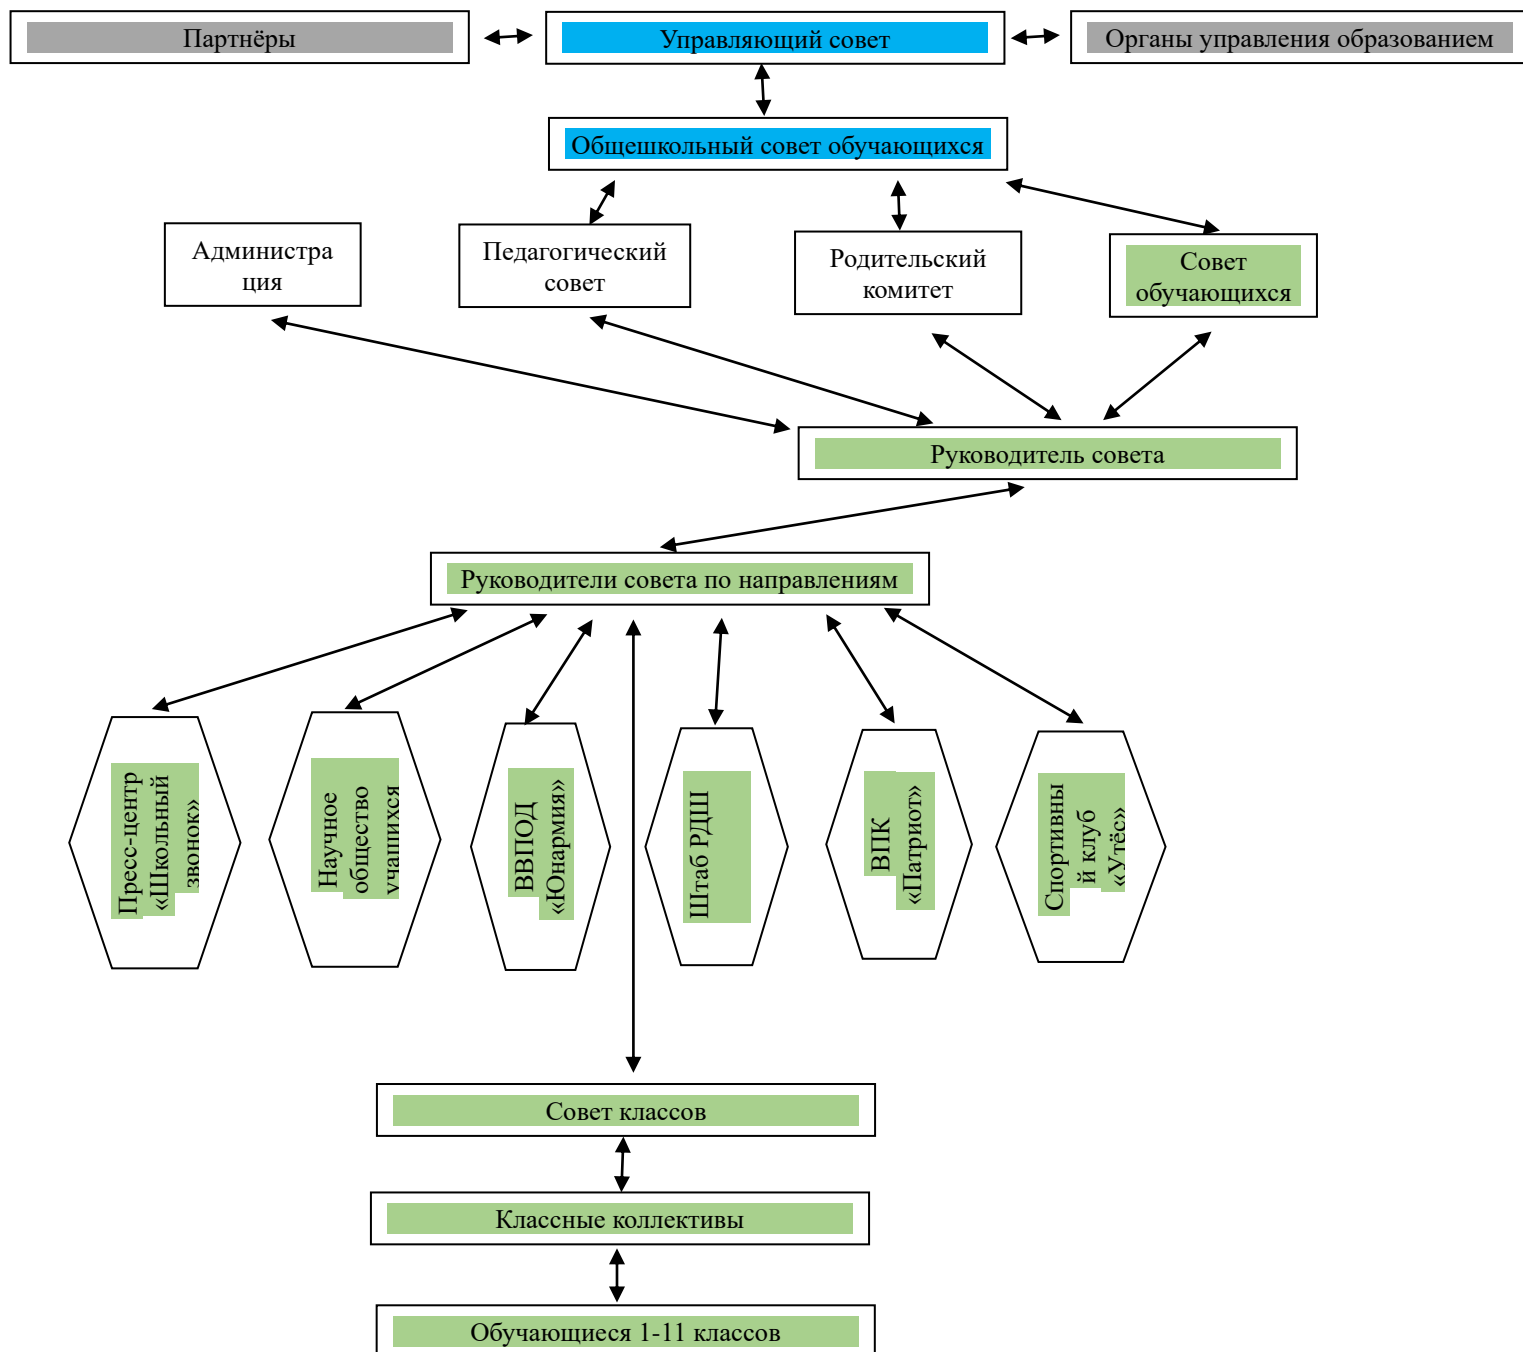 Партнёры
Управляющий совет
Органы управления образованием
Общешкольный совет обучающихся
Администра
ция
Педагогический
совет
Родительский
комитет
Совет
обучающихся
Руководитель совета
Руководители совета по направлениям
Пресс-центр
«Школьный
звонок»
Научное
общество
учащихся
ВВПОД
«Юнармия»
Штаб РДШ
ВПК
«Патриот»
Спортивны
й клуб
«Утёс»
Совет классов
Классные коллективы
Обучающиеся 1-11 классов